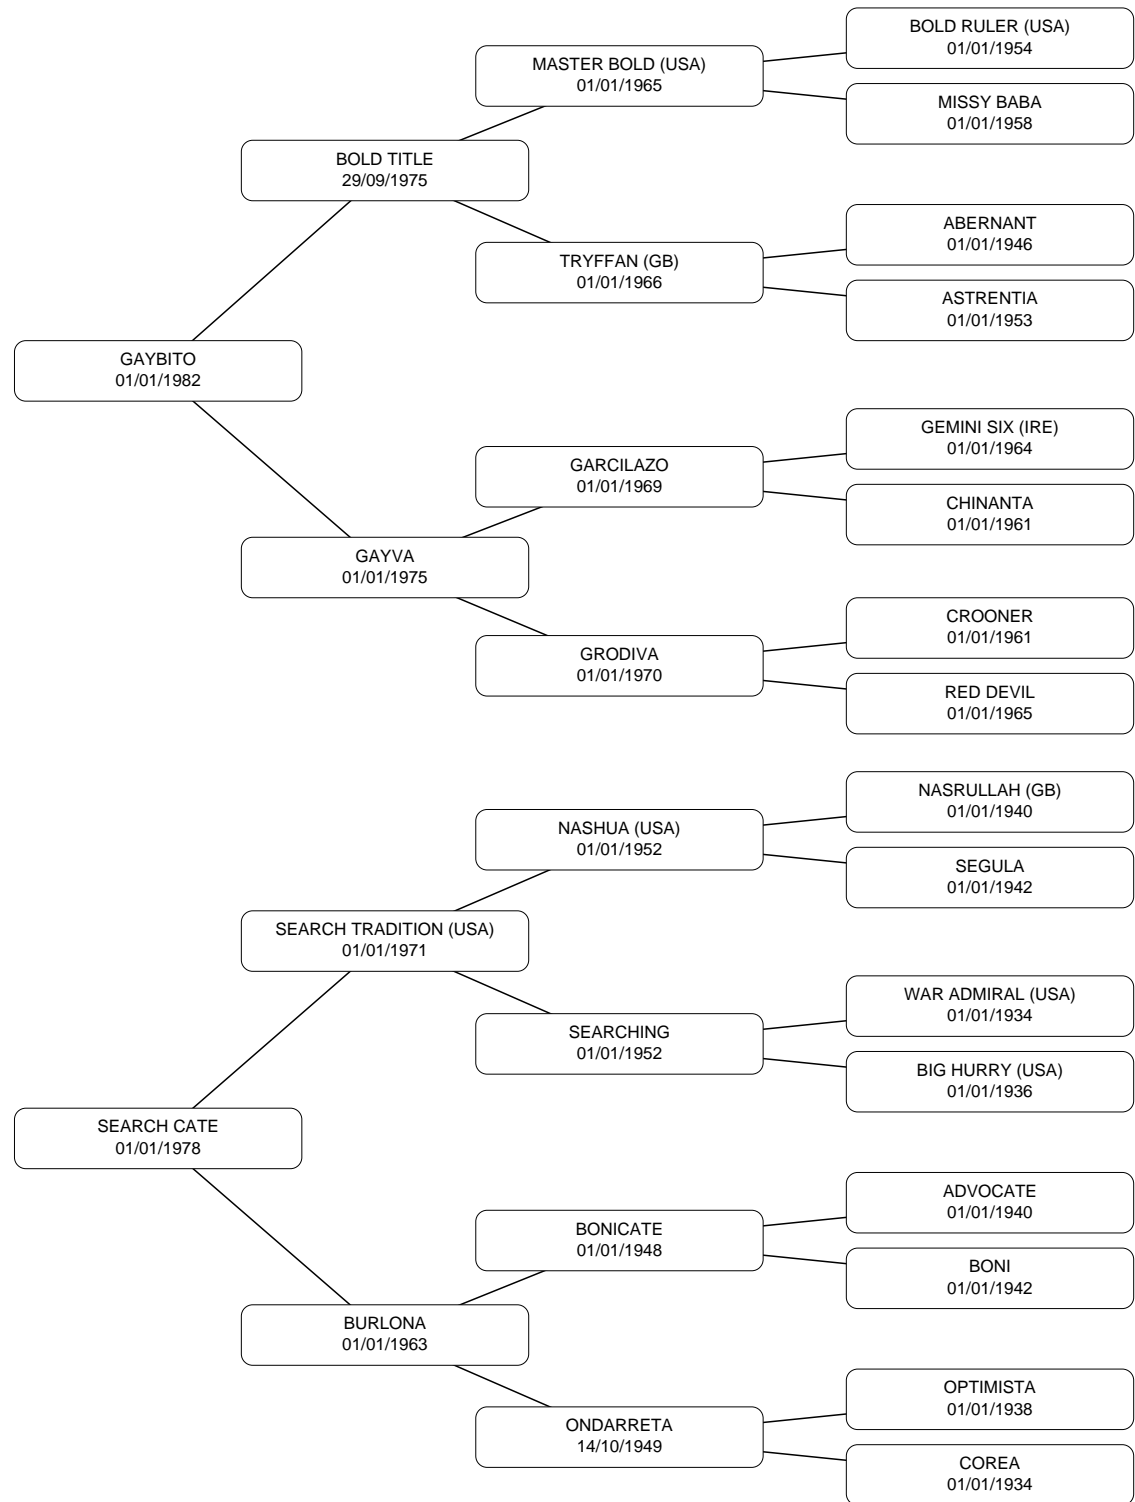 BOLD RULER (USA)
01/01/1954
MASTER BOLD (USA)
01/01/1965
MISSY BABA
01/01/1958
BOLD TITLE
29/09/1975
ABERNANT
01/01/1946
TRYFFAN (GB)
01/01/1966
ASTRENTIA
01/01/1953
GAYBITO
01/01/1982
GEMINI SIX (IRE)
01/01/1964
GARCILAZO
01/01/1969
CHINANTA
01/01/1961
GAYVA
01/01/1975
CROONER
01/01/1961
GRODIVA
01/01/1970
RED DEVIL
01/01/1965
NASRULLAH (GB)
01/01/1940
NASHUA (USA)
01/01/1952
SEGULA
01/01/1942
SEARCH TRADITION (USA)
01/01/1971
WAR ADMIRAL (USA)
01/01/1934
SEARCHING
01/01/1952
BIG HURRY (USA)
01/01/1936
SEARCH CATE
01/01/1978
ADVOCATE
01/01/1940
BONICATE
01/01/1948
BONI
01/01/1942
BURLONA
01/01/1963
OPTIMISTA
01/01/1938
ONDARRETA
14/10/1949
COREA
01/01/1934